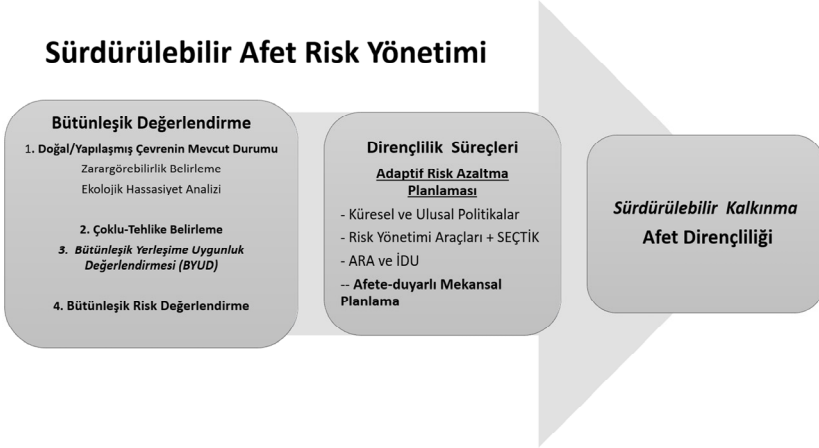 Sürdürülebilir Afet Risk Yönetimi
Bütünleşik Değerlendirme
1. Doğal/Yapılaşmış Çevrenin Mevcut Durumu
Zarargörebilirlik Belirleme
Ekolojik Hassasiyet Analizi
2. Çoklu-Tehlike Belirleme
3. Bütünleşik Yerleşime Uygunluk
Değerlendirmesi (BYUD)
4. Bütünleşik Risk Değerlendirme
Dirençlilik Süreçleri
Adaptif Risk Azaltma
Planlaması
- Küresel ve Ulusal Politikalar
- Risk Yönetimi Araçları + SEÇTİK
- ARA ve İDU
-- Afete-duyarlı Mekansal
Planlama
Sürdürülebilir Kalkınma
Afet Dirençliliği